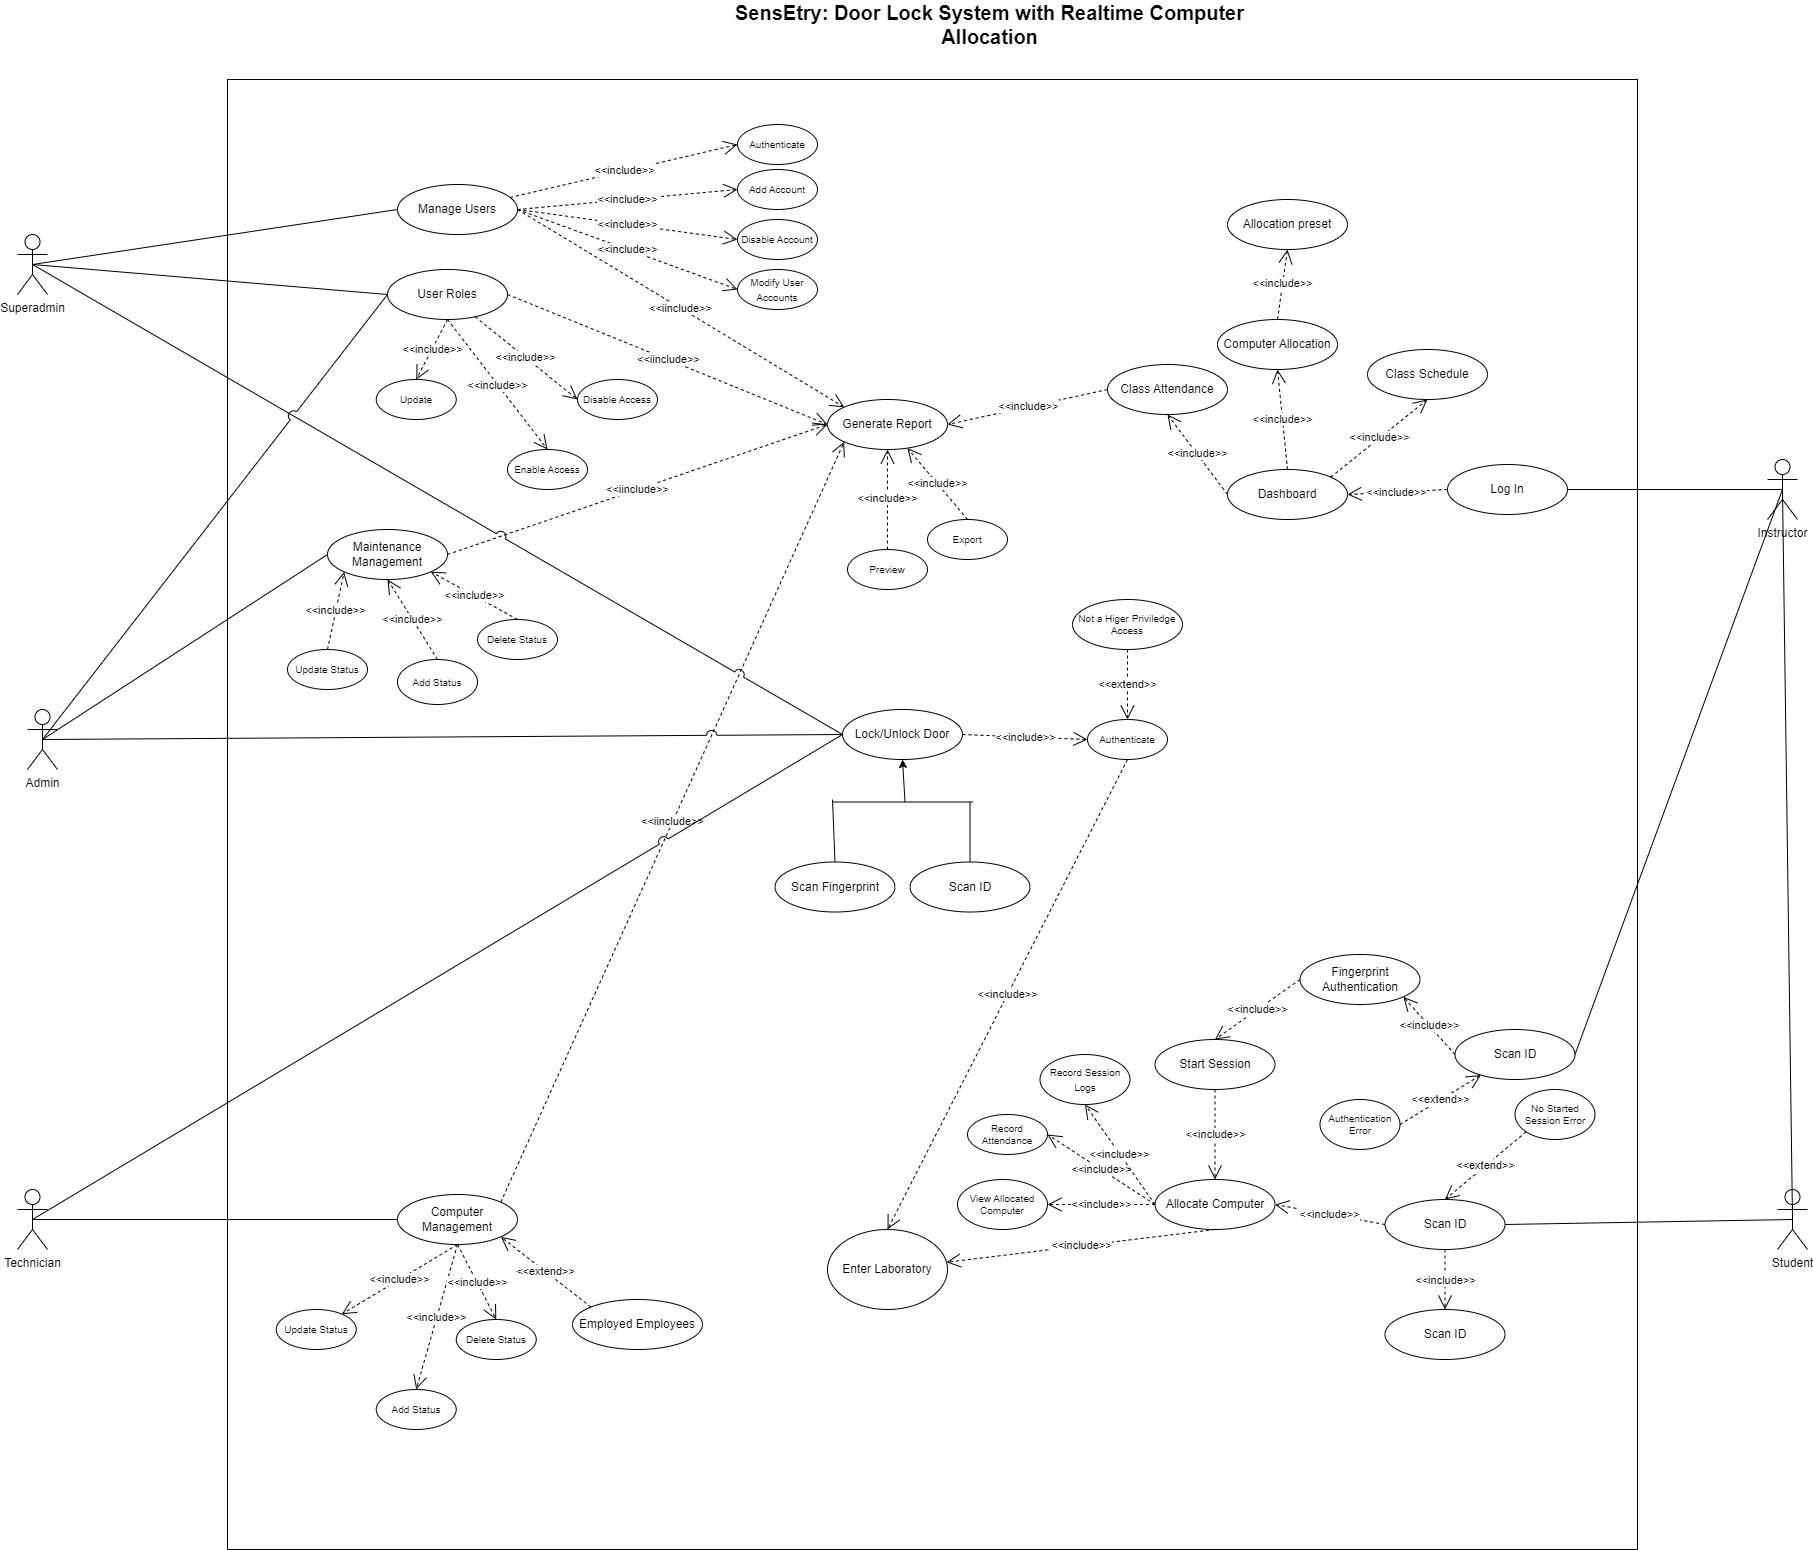 SensEtry: Door Lock System with Realtime Computer
Allocation
Authenticate
<<include>>
Manage Users
Add Account
<<include>>
<<include>>
Disable Account
<<include>>
Modify User
Accounts
<<iinclude>>
Superadmin
User Roles
<<include>>
<<include>>
<<iinclude>>
<<include>>
Update
Disable Access
Enable Access
Allocation preset
<<include>>
Computer Allocation
Class Schedule
Class Attendance
<<include>>
Generate Report
<<include>>
<<include>>
<<include>>
Dashboard
<<include>>
Log In
Instructor
<<iinclude>>
<<include>>
<<include>>
Export
Preview
Maintenance
Management
<<include>>
<<include>>
<<include>>
Delete Status
Update Status
Add Status
Not a Higer Priviledge
Access
<<extend>>
Admin
Lock/Unlock Door
<<include>>
Authenticate
<<iinclude>>
Scan Fingerprint
Scan ID
<<include>>
Fingerprint
Authentication
<<include>>
<<include>>
Scan ID
Start Session
Record Session
Logs
<<extend>>
Authentication
Error
No Started
Session Error
Record
Attendance
<<include>>
<<include>>
<<include>>
<<extend>>
View Allocated
Computer
<<include>>
Allocate Computer
<<include>>
Scan ID
Student
<<include>>
Enter Laboratory
<<include>>
Scan ID
Technician
Computer
Management
<<include>>
<<include>>
<<extend>>
<<include>>
Update Status
Delete Status
Employed Employees
Add Status